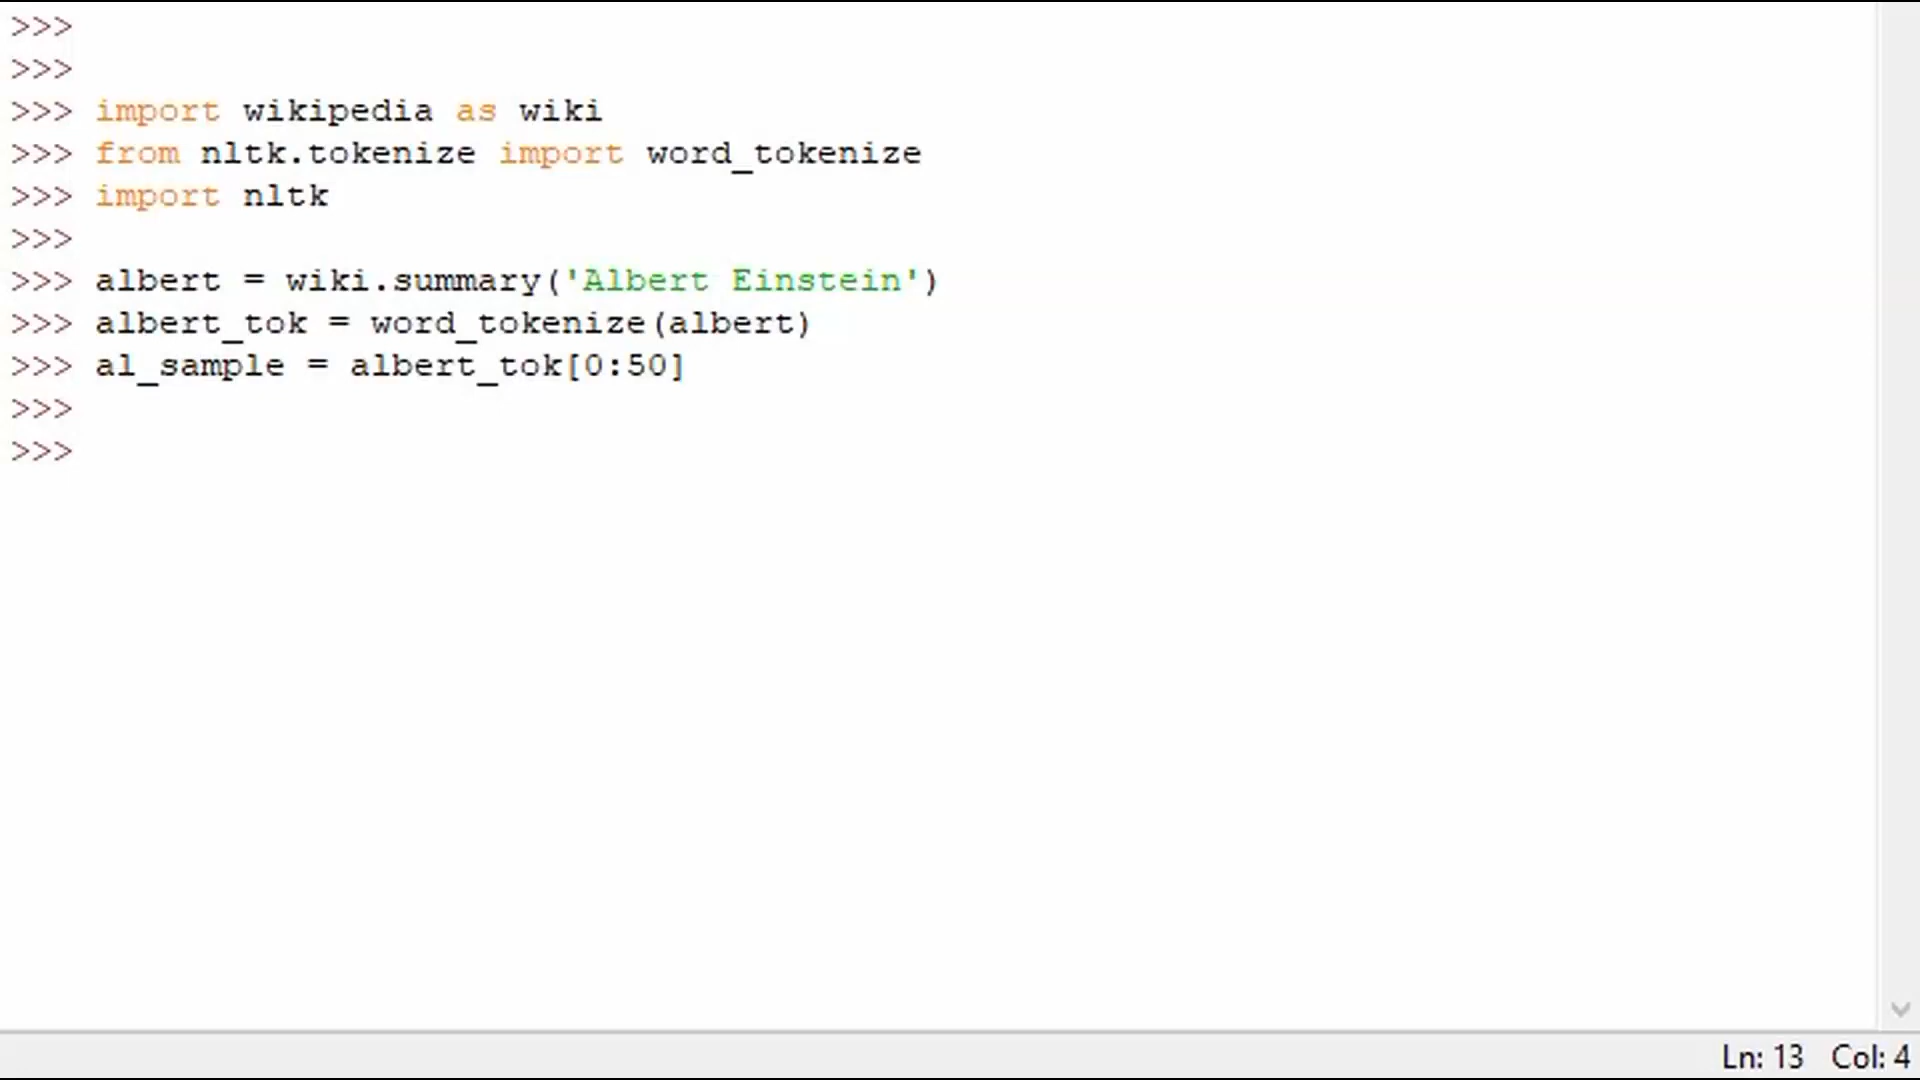 >>>
>>>
>>> import wikipedia as wiki
>>> from nltk.tokenize import word_tokenize
>>> import nltk
>>>
>>> albert = wiki.summary('Albert Einstein')
>>> albert_tok = word_tokenize(albert)
>>> al_sample = albert_tok[0:50]
>>>
>>>
Ln: 13 Col: 4